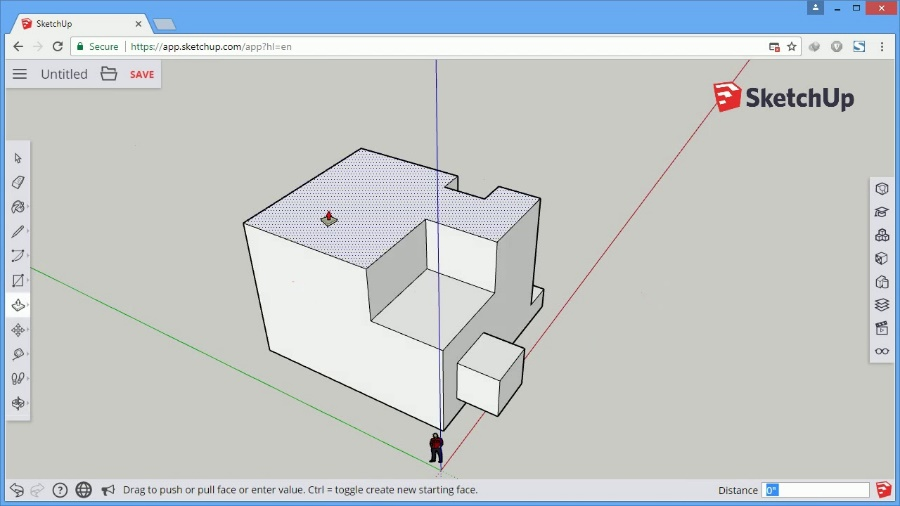 SketchUp
Secure https://app.sketchup.com/app?hl=en
Untitled SAVE
SketchUp
Drag to push or pull face or enter value. Ctrl = toggle create new starting face.
Distance 0"